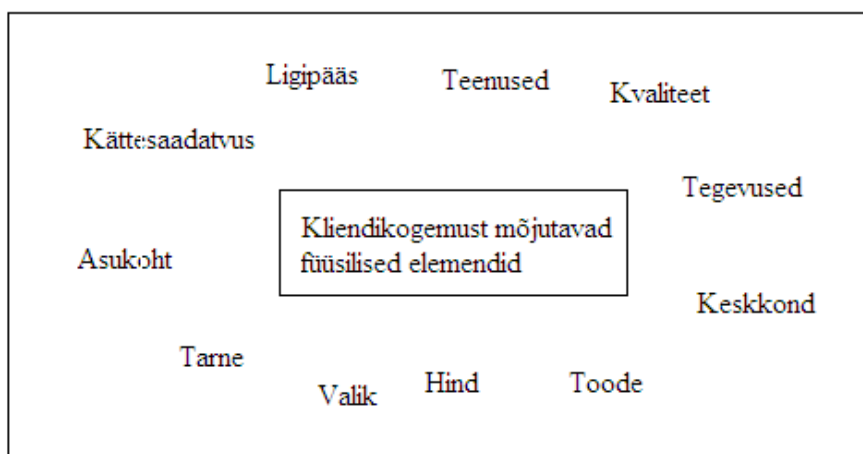 Ligipääs
Teenused
Kvaliteet
Kättesaadatvus
Tegevused
Kliendikogemust mõjutavad
füüsilised elemendid
Asukoht
Keskkond
Tarne
Valik
Hind
Toode